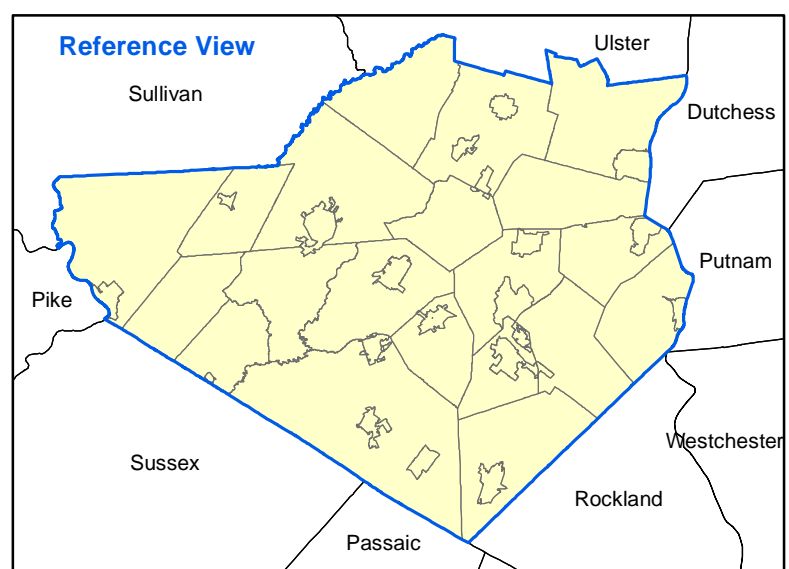 Reference View
Ulster
Sullivan
Dutchess
Putnam
Pike
Westchester
Sussex
Rockland
Passaic